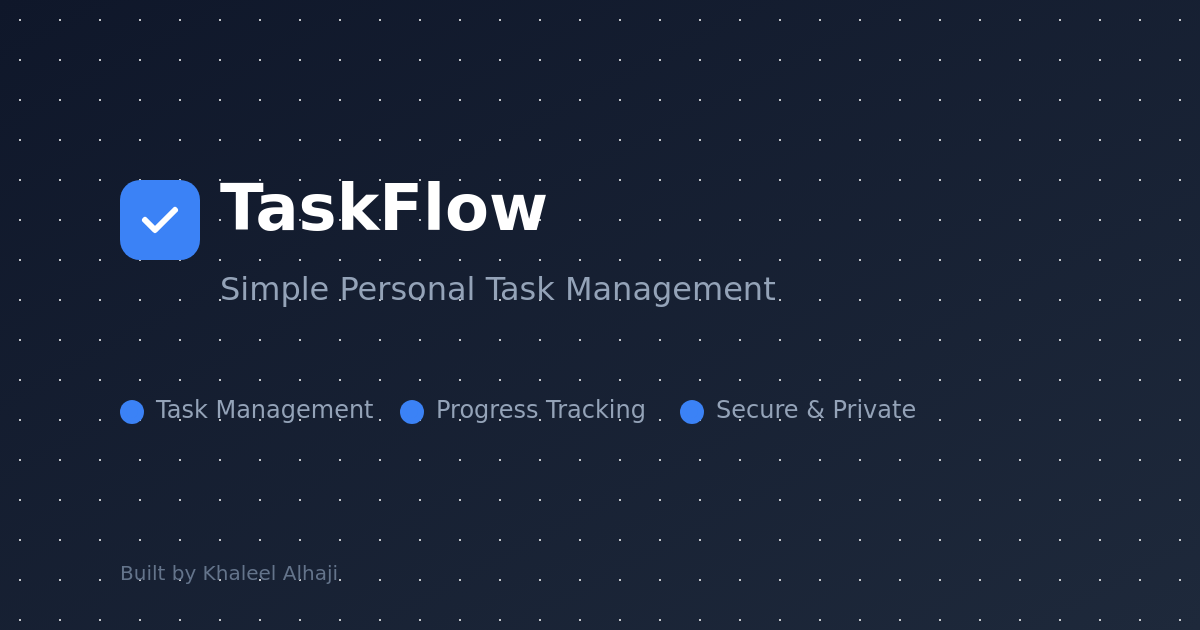 TaskFlow
Simple Personal Task Management
Task Management Progress Tracking Secure & Private
Built by Khaleel Alhaji